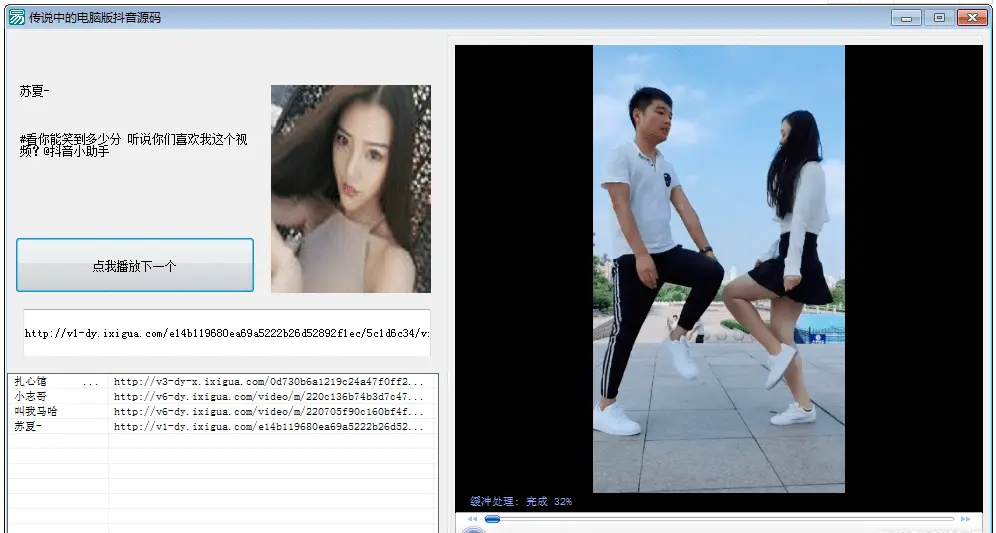 易 传说中的电脑版抖音源码
苏夏-
#看你能笑到多少分 听说你们喜欢我这个视
频？@抖音小助手
点我播放下一个
http://v1-dy.ixigua.com/e14b119680ea69a5222b26d52892f1ec/5c1d6c34/v
扎心馆 ... http://v3-dy-x.ixigua.com/0d730b6a1219c24a47f0ff2...
小志哥 http://v6-dy.ixigua.com/video/m/220c136b74b3d7c47...
叫我马哈 http://v6-dy.ixigua.com/video/m/220705f90c160bf4f...
苏夏- http://v1-dy.ixigua.com/e14b119680ea69a5222b26d52...
缓冲处理: 完成 32%